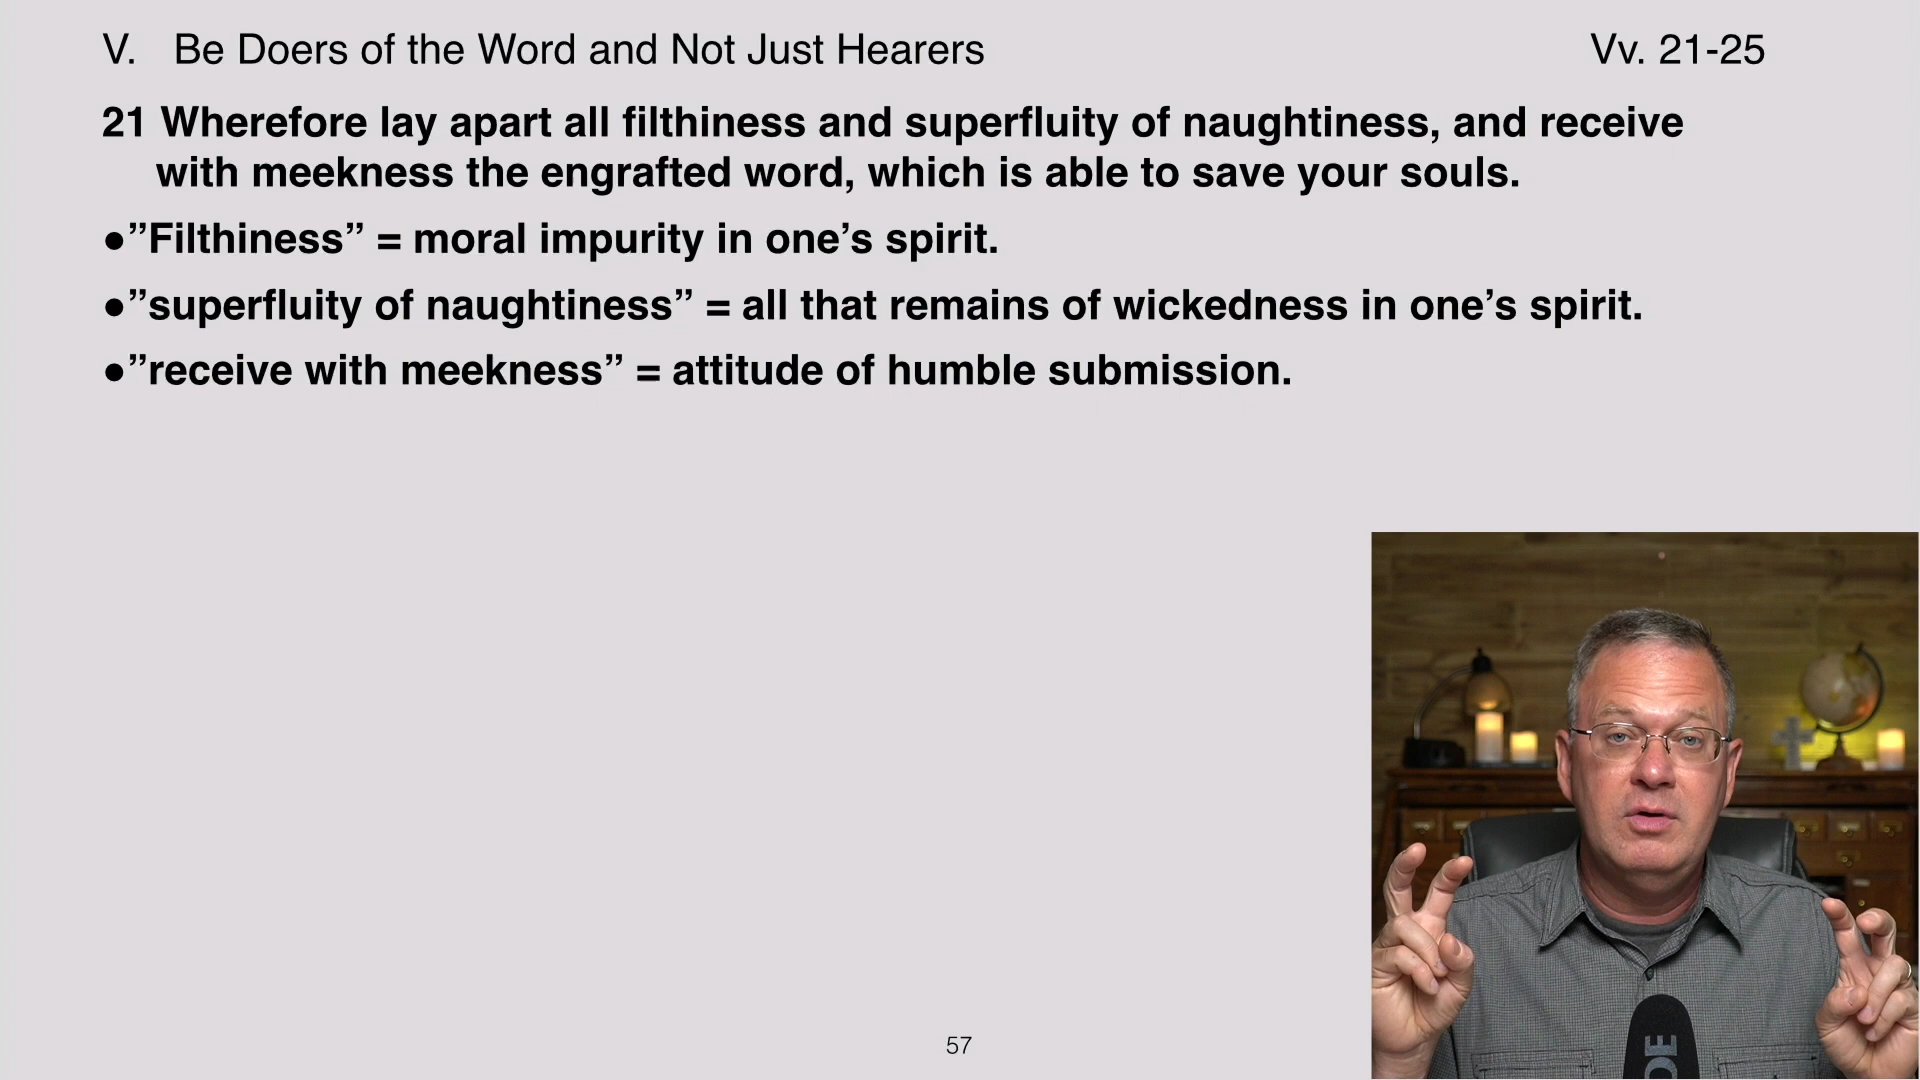 V. Be Doers of the Word and Not Just Hearers Vv. 21-25
21 Wherefore lay apart all filthiness and superfluity of naughtiness, and receive
with meekness the engrafted word, which is able to save your souls.
●”Filthiness” = moral impurity in one’s spirit.
●”superfluity of naughtiness” = all that remains of wickedness in one’s spirit.
●”receive with meekness” = attitude of humble submission.
57